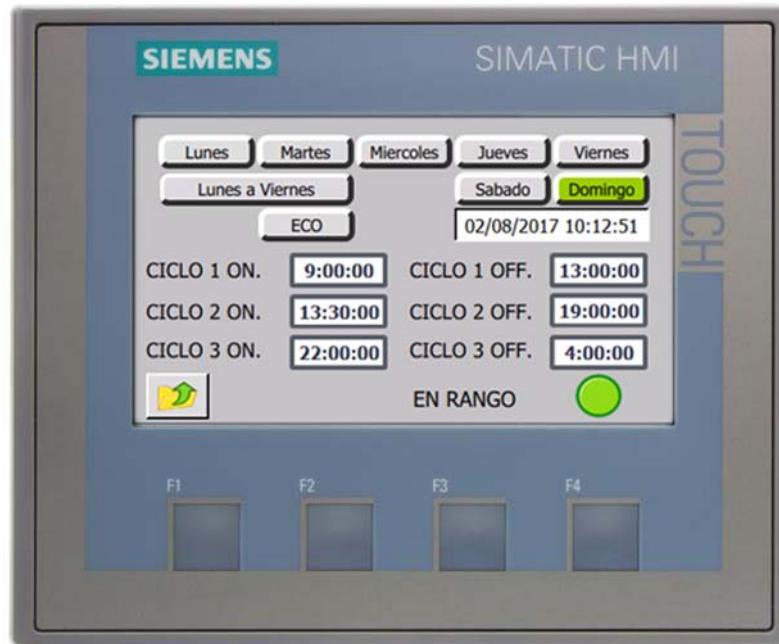 SIEMENS SIMATIC HMI
TOUCH
Lunes Martes Miercoles Jueves Viernes
Lunes a Viernes Sabado Domingo
ECO 02/08/2017 10:12:51
CICLO 1 ON. 9:00:00 CICLO 1 OFF. 13:00:00
CICLO 2 ON. 13:30:00 CICLO 2 OFF. 19:00:00
CICLO 3 ON. 22:00:00 CICLO 3 OFF. 4:00:00
EN RANGO
F1 F2 F3 F4